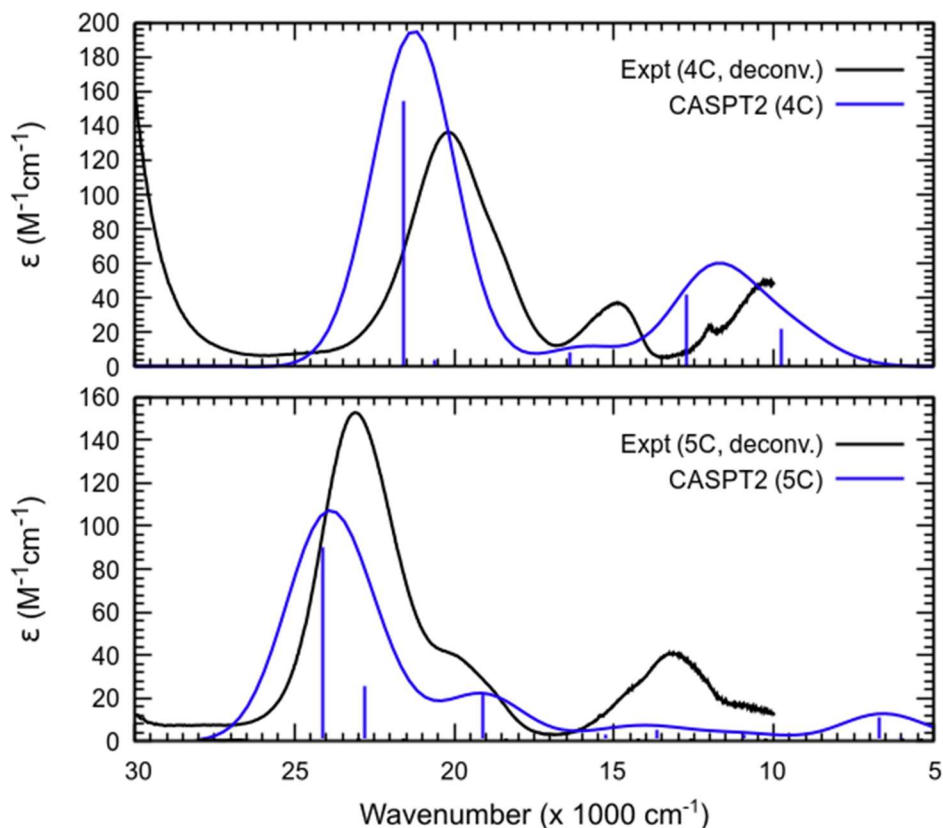 200
180
160
140
120
100
80
60
40
20
0
ε (M⁻¹cm⁻¹)
Expt (4C, deconv.)
CASPT2 (4C)
160
140
120
100
80
60
40
20
0
ε (M⁻¹cm⁻¹)
Expt (5C, deconv.)
CASPT2 (5C)
30 25 20 15 10 5
Wavenumber (x 1000 cm⁻¹)